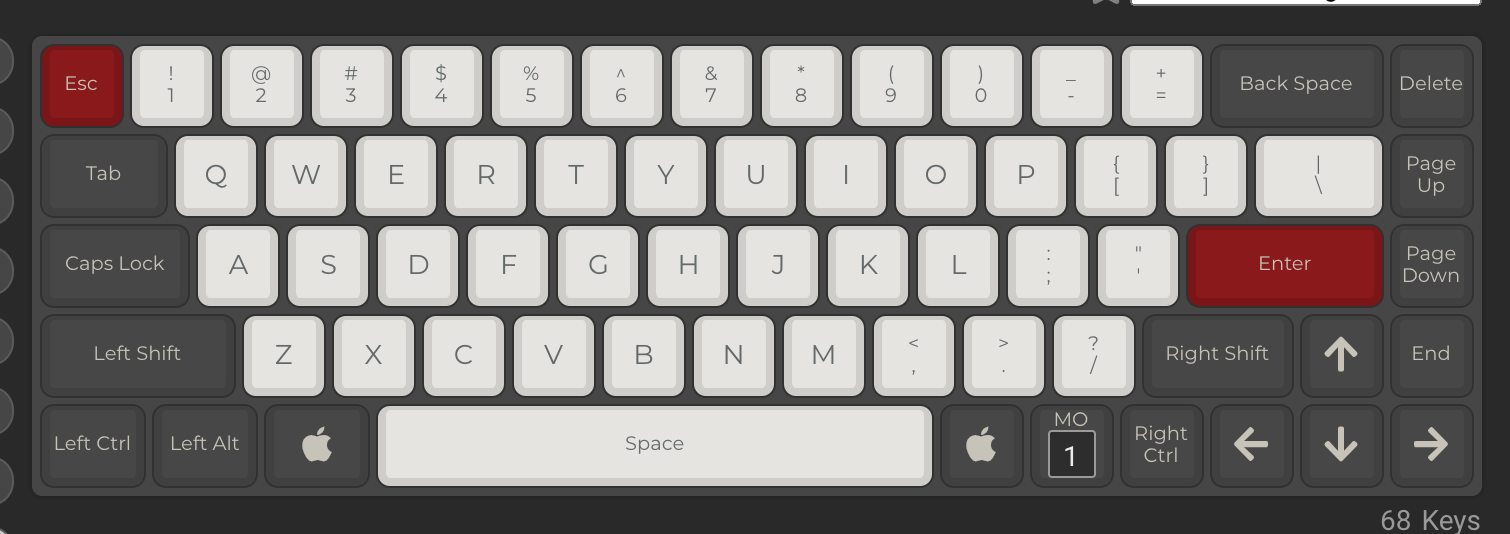 Esc ! @ # $ % ^ & * ( ) _ + Back Space Delete
1 2 3 4 5 6 7 8 9 0 - =
Tab Q W E R T Y U I O P { } | Page
[ ] \ Up
Caps Lock A S D F G H J K L : " Enter Page
; ' Down
Left Shift Z X C V B N M < > ? Right Shift End
, . /
Left Ctrl Left Alt Space MO Right
1 Ctrl
68 Keys